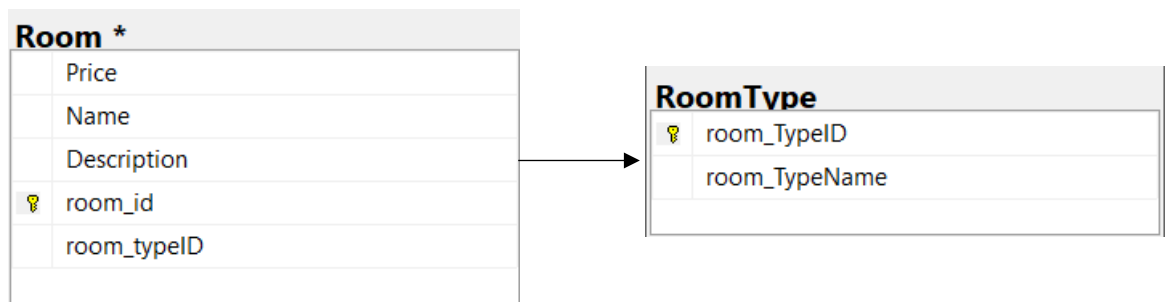 Room *
Price
Name
Description
room_id
room_typeID
RoomType
room_TypeID
room_TypeName